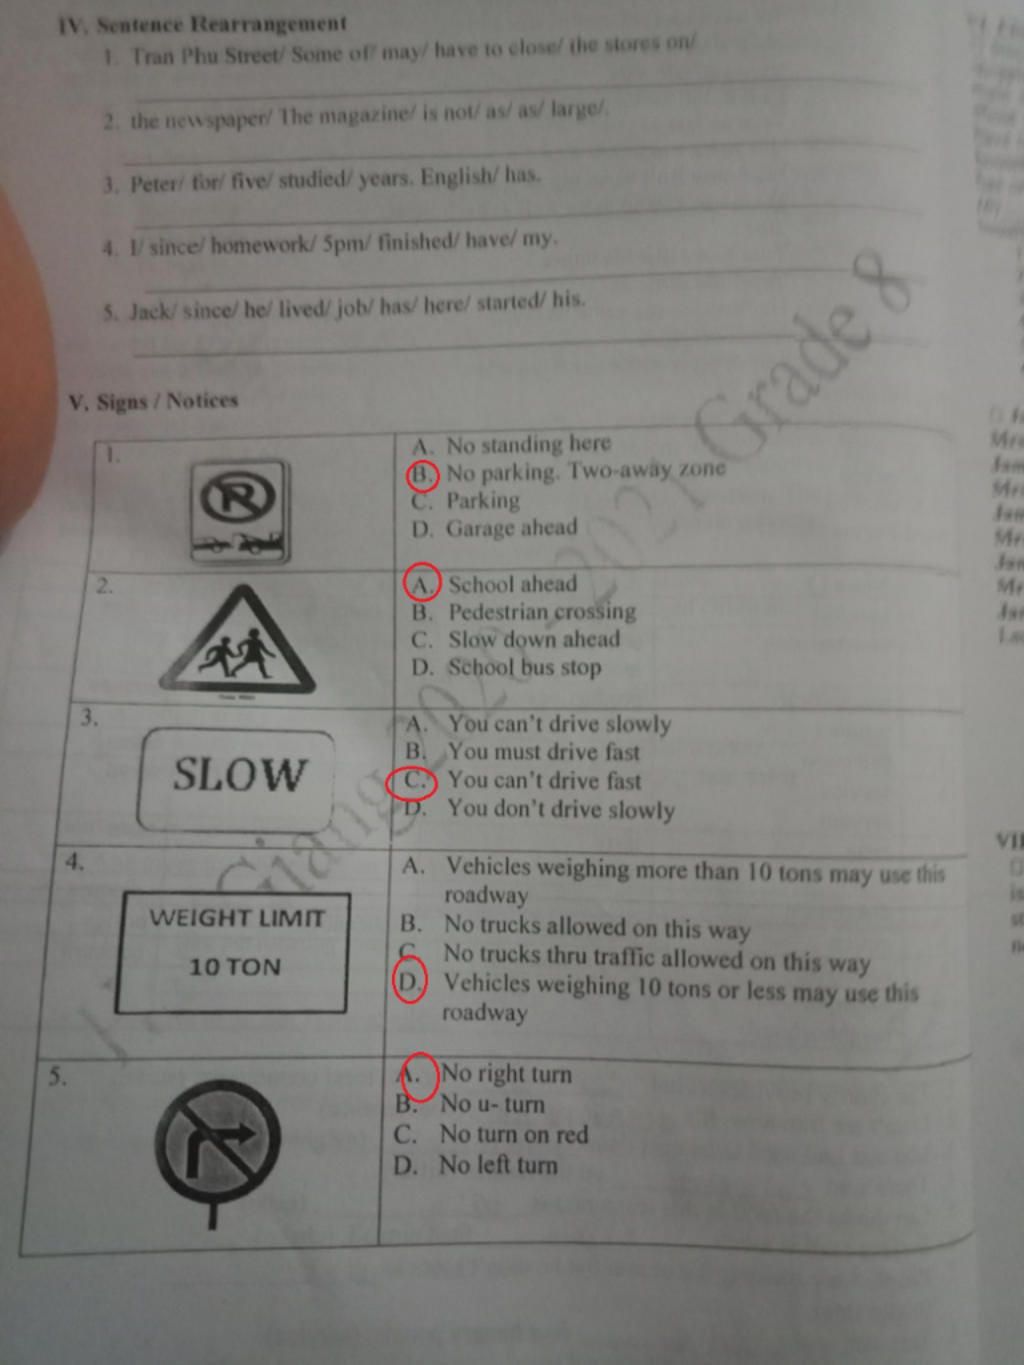 IV. Sentence Rearrangement
1. Tran Phu Street/ Some of/ may/ have to close/ the stores on/
2. the newspaper/ The magazine/ is not/ as/ as/ large/.
3. Peter/ for/ five/ studied/ years. English/ has.
4. I/ since/ homework/ 5pm/ finished/ have/ my.
5. Jack/ since/ he/ lived/ job/ has/ here/ started/ his.
V. Signs / Notices
1.
A. No standing here
B. No parking. Two-away zone
C. Parking
D. Garage ahead
2.
A. School ahead
B. Pedestrian crossing
C. Slow down ahead
D. School bus stop
3.
SLOW
A. You can't drive slowly
B. You must drive fast
C. You can't drive fast
D. You don't drive slowly
4.
WEIGHT LIMIT
10 TON
A. Vehicles weighing more than 10 tons may use this
roadway
B. No trucks allowed on this way
C. No trucks thru traffic allowed on this way
D. Vehicles weighing 10 tons or less may use this
roadway
5.
A. No right turn
B. No u- turn
C. No turn on red
D. No left turn
Giang 2020 - 2021 Grade 8